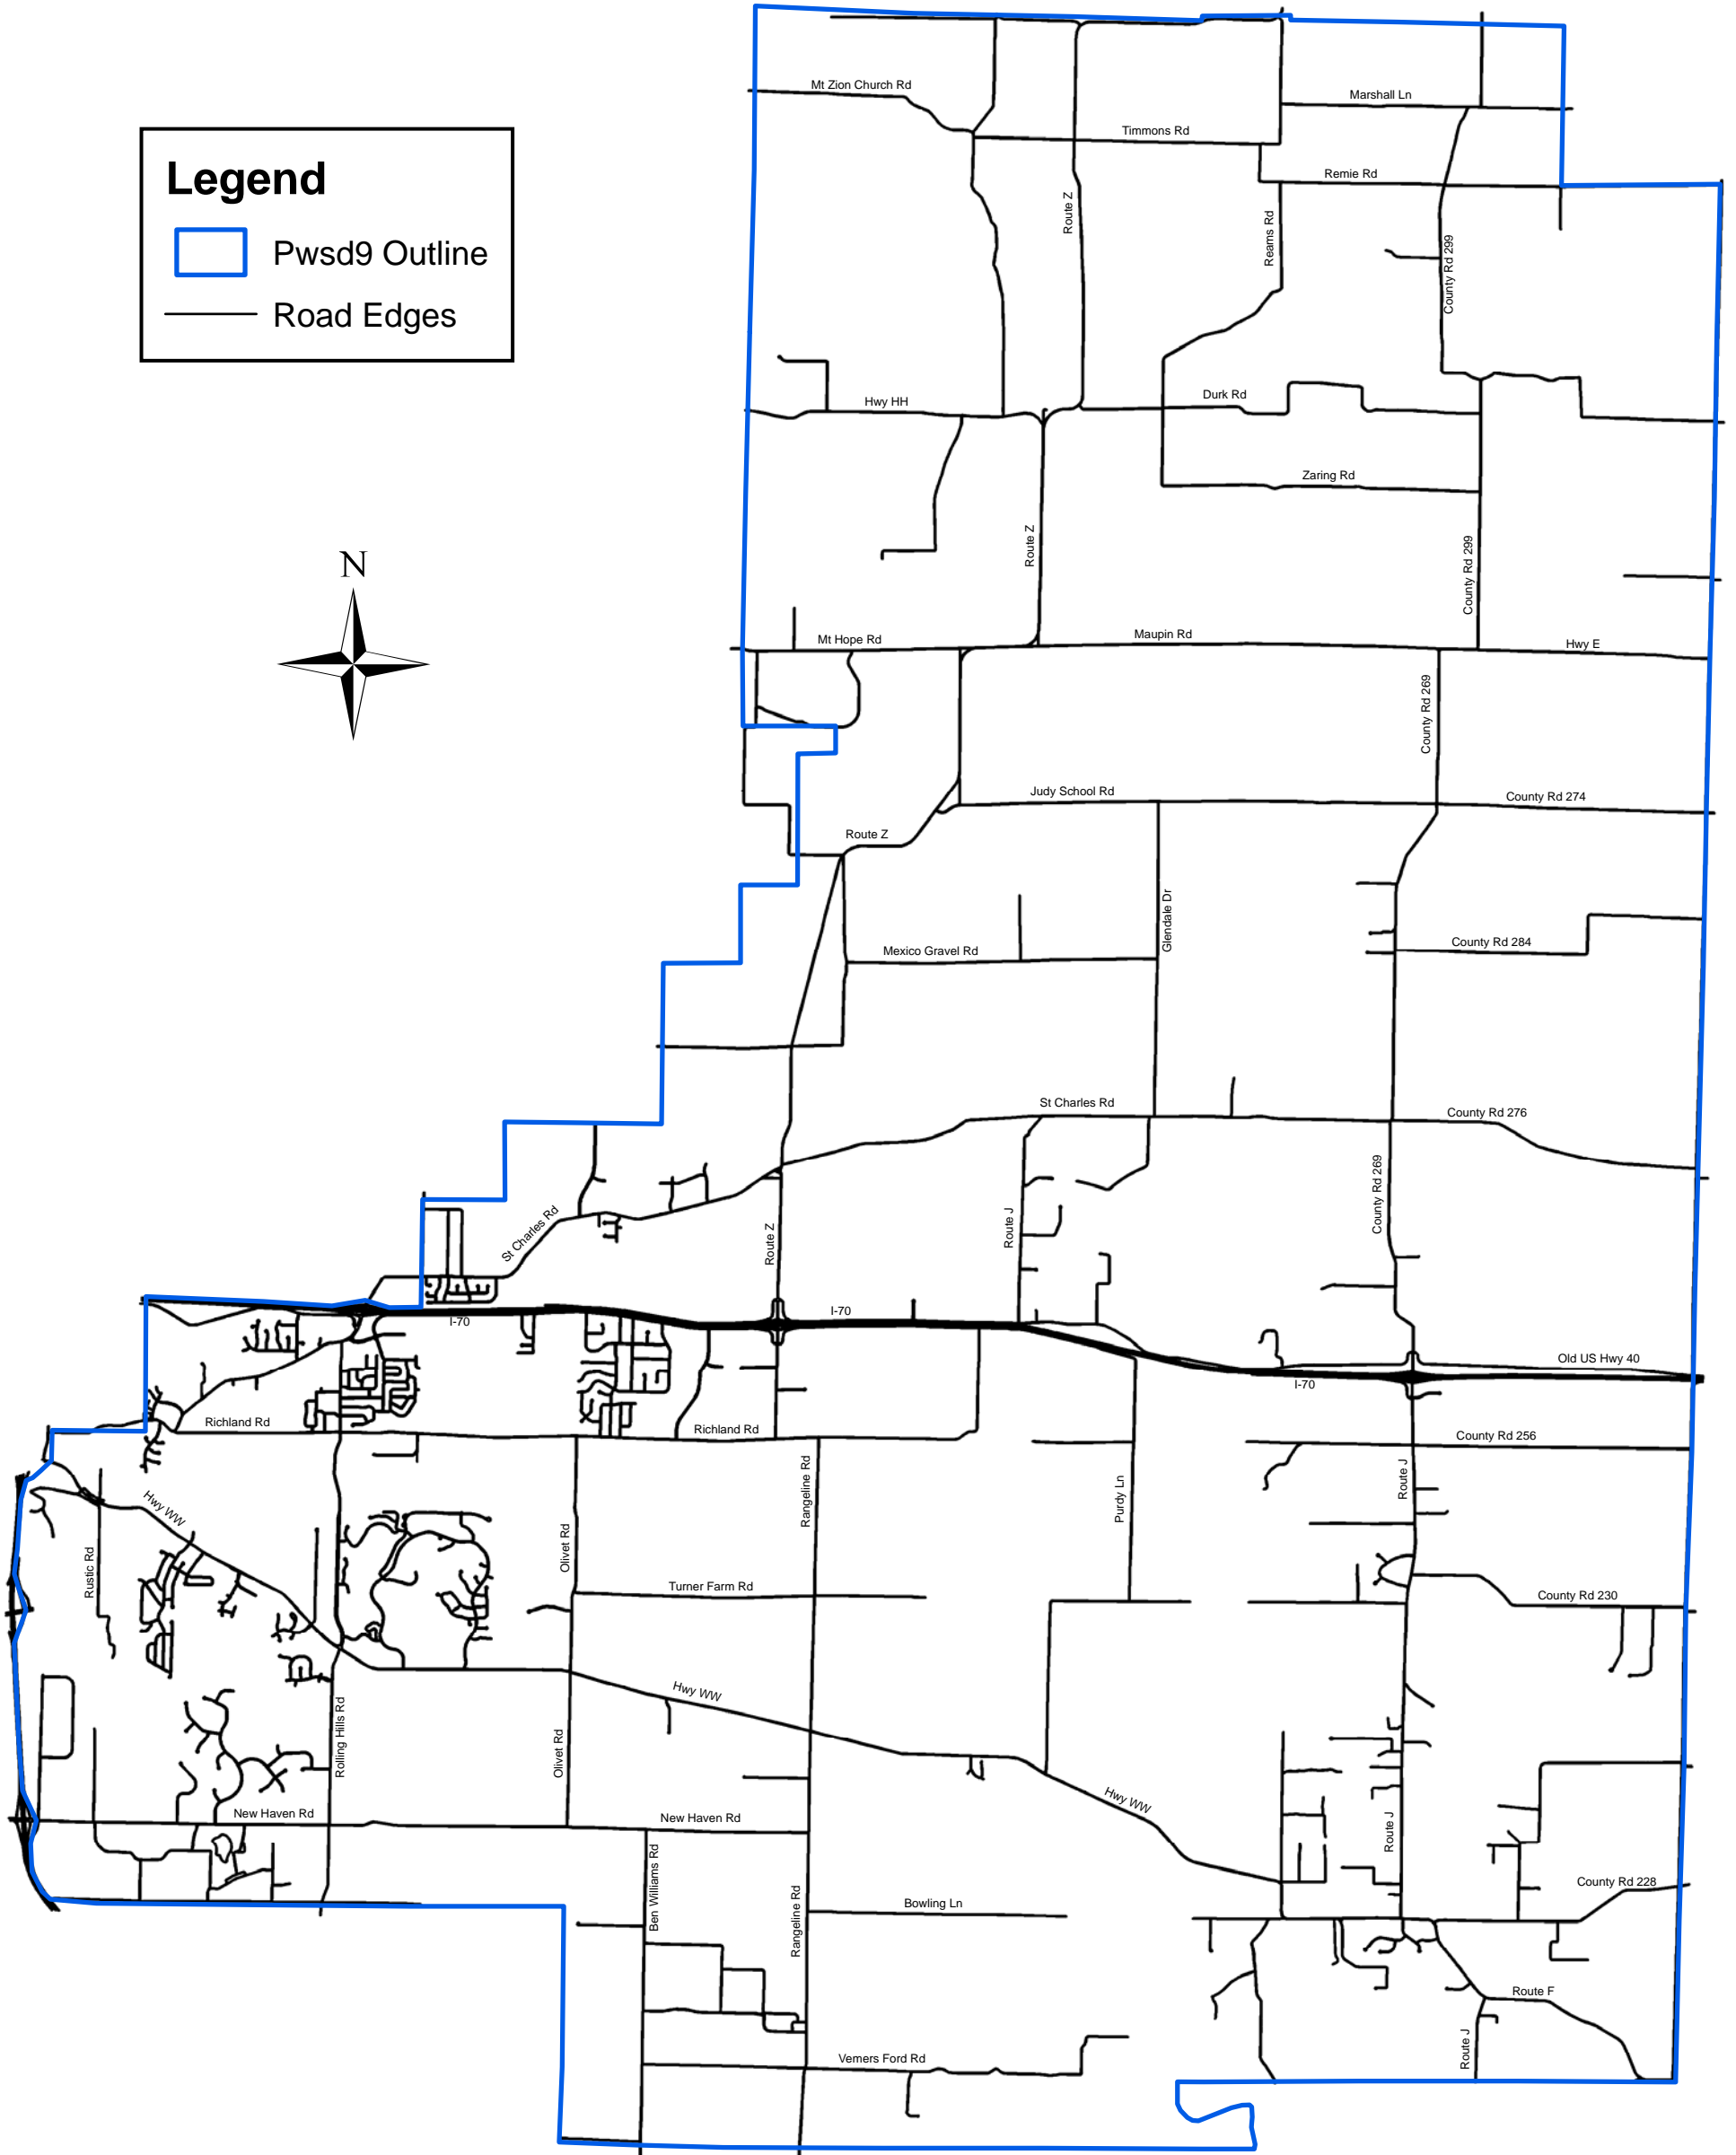 Mt Zion Church Rd
Marshall Ln
Timmons Rd
Legend
Remie Rd
Route Z
Reams Rd
Pwsd9 Outline
County Rd 299
Road Edges
Durk Rd
Hwy HH
Zaring Rd
Route Z
County Rd 299
N
Mt Hope Rd
Maupin Rd
Hwy E
County Rd 269
Judy School Rd
County Rd 274
Route Z
Glendale Dr
Mexico Gravel Rd
County Rd 284
St Charles Rd
County Rd 276
County Rd 269
St Charles Rd
Route Z
Route J
I-70
I-70
Old US Hwy 40
I-70
Richland Rd
Richland Rd
County Rd 256
Rangeline Rd
Purdy Ln
Route J
Hwy WW
Olivet Rd
Rustic Rd
Turner Farm Rd
County Rd 230
Hwy WW
Rolling Hills Rd
Olivet Rd
Hwy WW
New Haven Rd
New Haven Rd
Route J
Ben Williams Rd
County Rd 228
Rangeline Rd
Bowling Ln
Route F
Route J
Vemers Ford Rd